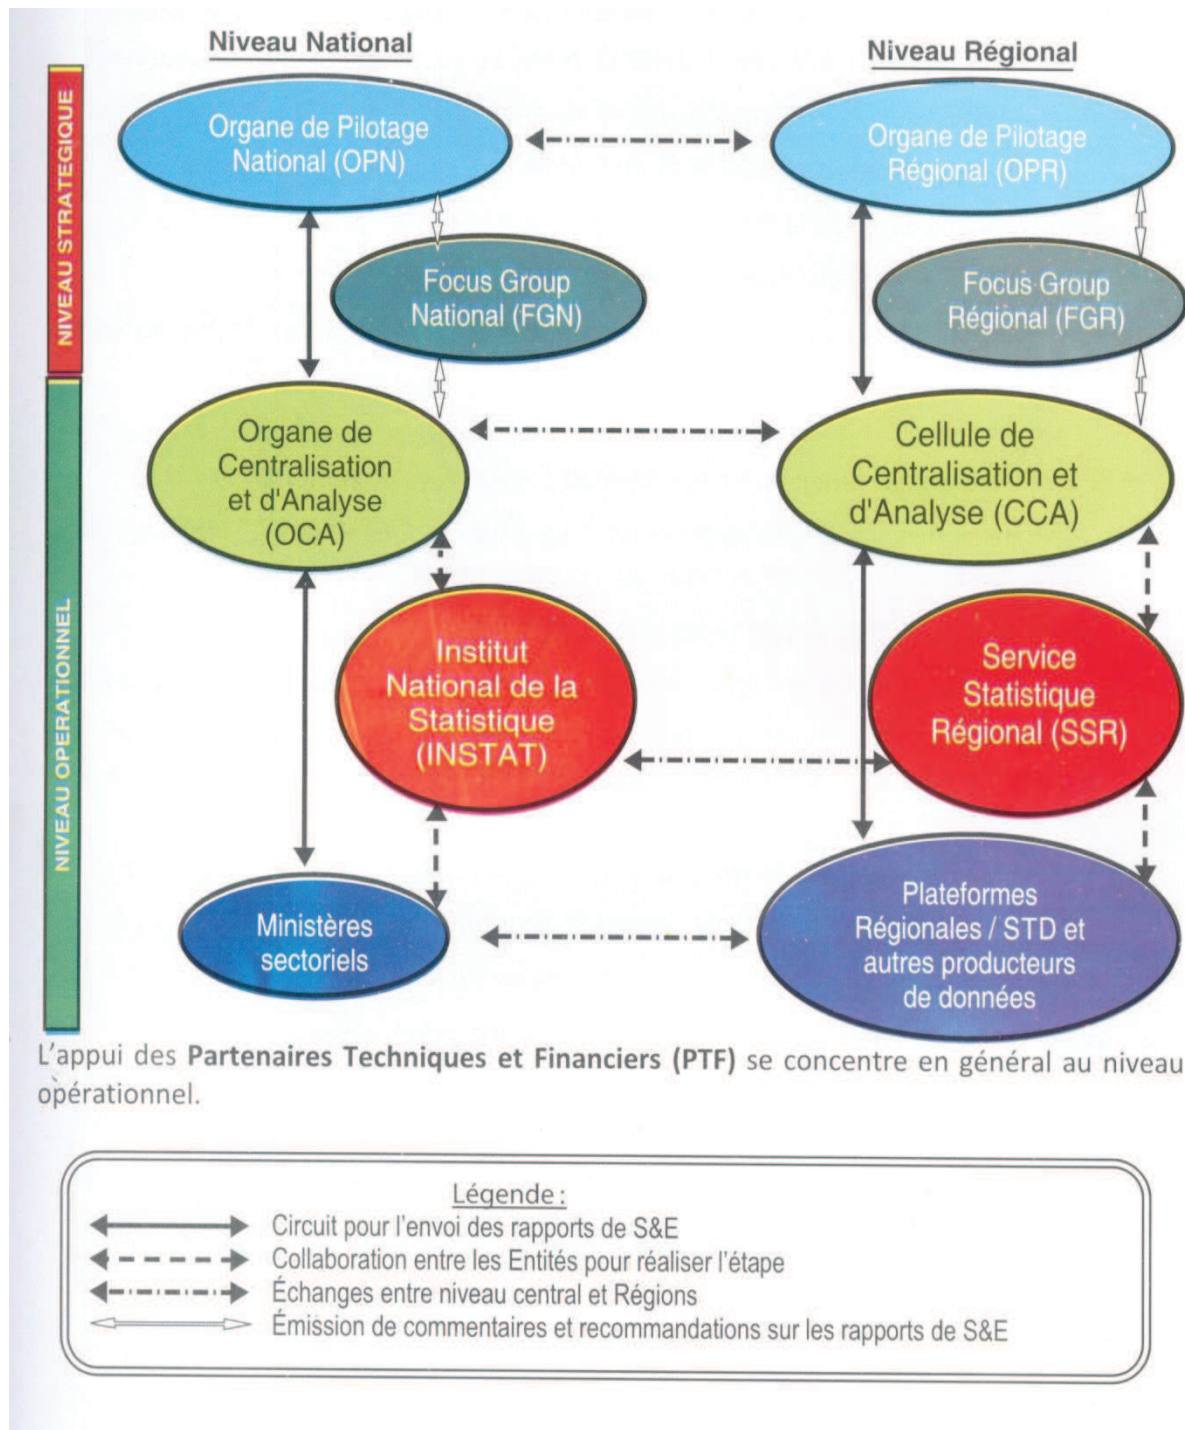 Niveau National
Niveau Régional
NIVEAU STRATEGIQUE
Organe de Pilotage
National (OPN)
Organe de Pilotage
Régional (OPR)
Focus Group
National (FGN)
Focus Group
Régional (FGR)
NIVEAU OPERATIONNEL
Organe de
Centralisation
et d'Analyse
(OCA)
Cellule de
Centralisation et
d'Analyse (CCA)
Institut
National de la
Statistique
(INSTAT)
Service
Statistique
Régional (SSR)
Ministères
sectoriels
Plateformes
Régionales / STD et
autres producteurs
de données
L'appui des Partenaires Techniques et Financiers (PTF) se concentre en général au niveau
opérationnel.
Légende :
Circuit pour l'envoi des rapports de S&E
Collaboration entre les Entités pour réaliser l'étape
Échanges entre niveau central et Régions
Émission de commentaires et recommandations sur les rapports de S&E